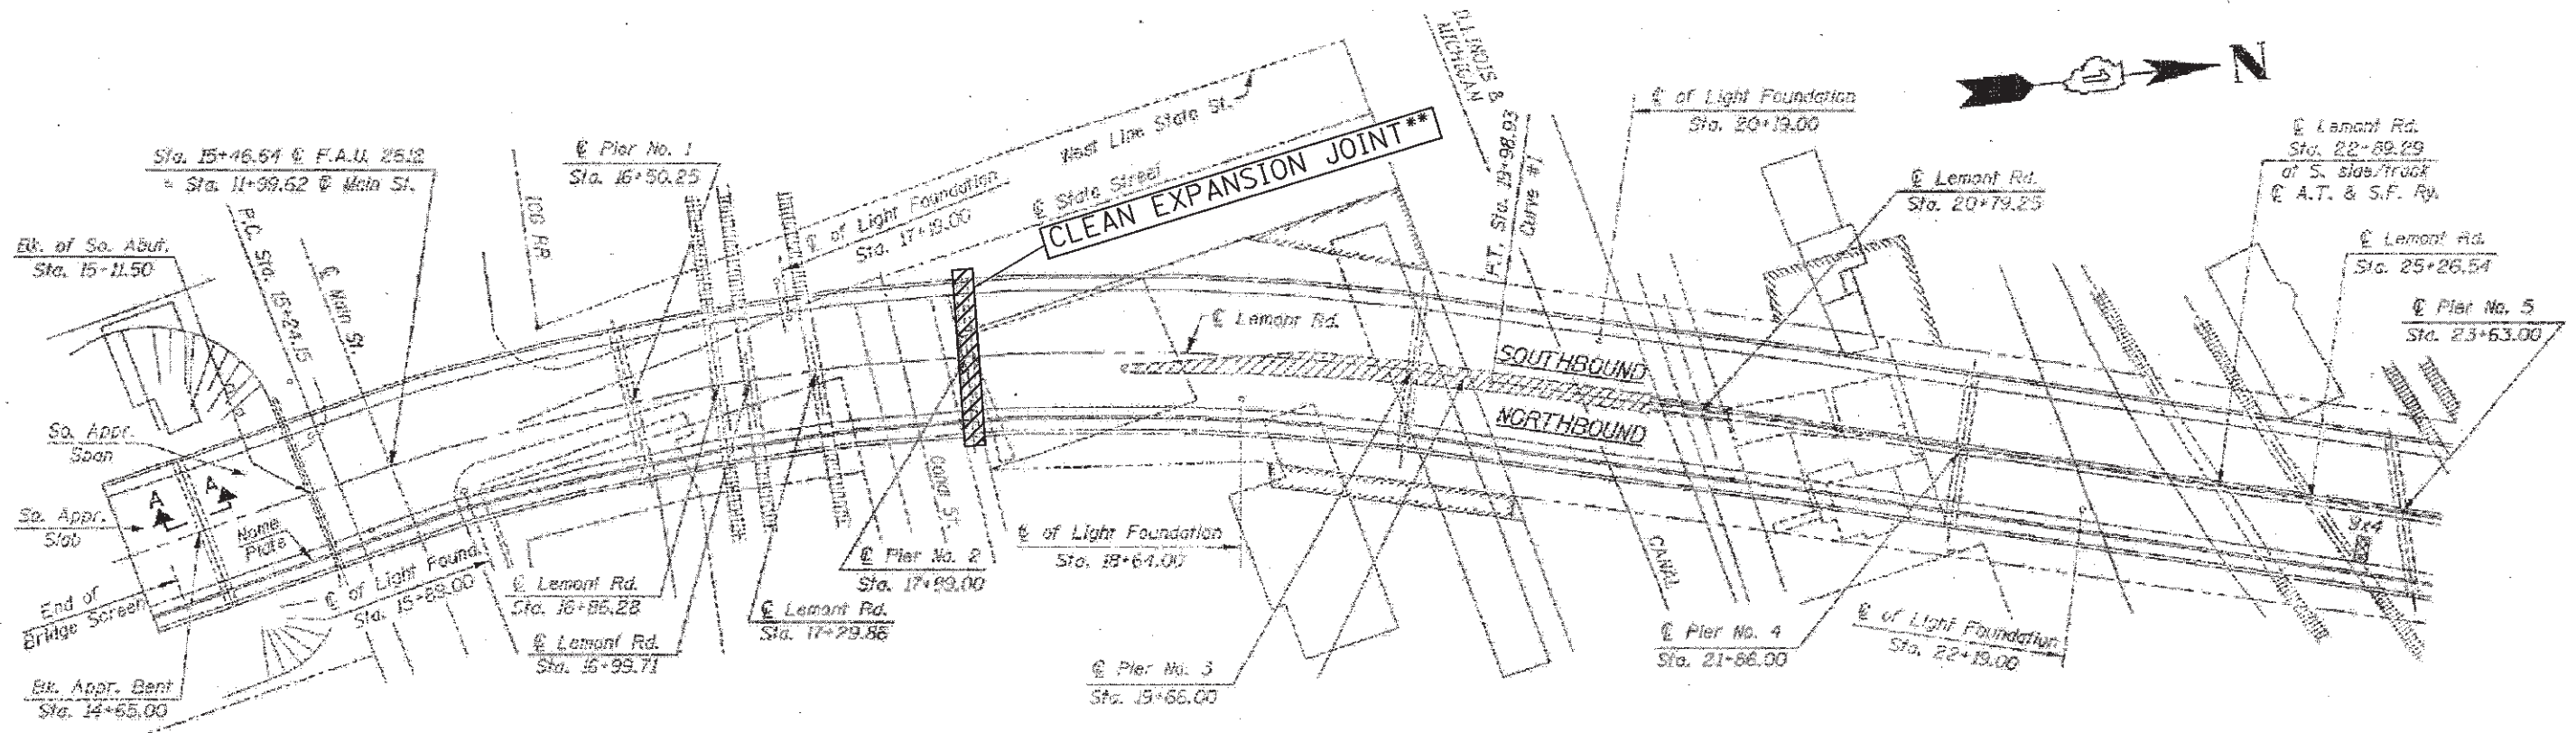 ILLINOIS &
MICHIGAN
N
℄ of Light Foundation
Sta. 20+19.00
West Line State St.
℄ Lemont Rd.
Sta. 22+89.29
at S. side/track
℄ A.T. & S.F. Ry.
℄ Pier No. 1
Sta. 16+50.25
Sta. 15+46.64 ℄ F.A.U. 2612
= Sta. 11+99.62 ℄ Main St.
CLEAN EXPANSION JOINT**
P.T. Sta. 19+98.93
Curve #1
℄ of Light Foundation
Sta. 17+19.00
℄ State Street
℄ Lemont Rd.
Sta. 20+79.25
ICG RR
℄ Lemont Rd.
Sta. 25+26.54
Bk. of So. Abut.
Sta. 15+11.50
P.C. Sta. 15+24.15
℄ Main St.
℄ Pier No. 5
Sta. 23+63.00
℄ Lemont Rd.
SOUTHBOUND
NORTHBOUND
So. Appr.
Span
A
A
So. Appr.
Slab
Name
Plate
Canal St.
℄ of Light Foundation
Sta. 18+64.00
CANAL
℄ Pier No. 2
Sta. 17+89.00
End of
Bridge Screen
℄ of Light Found.
Sta. 15+89.00
℄ Lemont Rd.
Sta. 16+86.28
℄ Lemont Rd.
Sta. 17+29.86
℄ Lemont Rd.
Sta. 16+99.71
℄ Pier No. 4
Sta. 21+86.00
℄ of Light Foundation
Sta. 22+19.00
℄ Pier No. 3
Sta. 19+66.00
Bk. Appr. Bent
Sta. 14+65.00